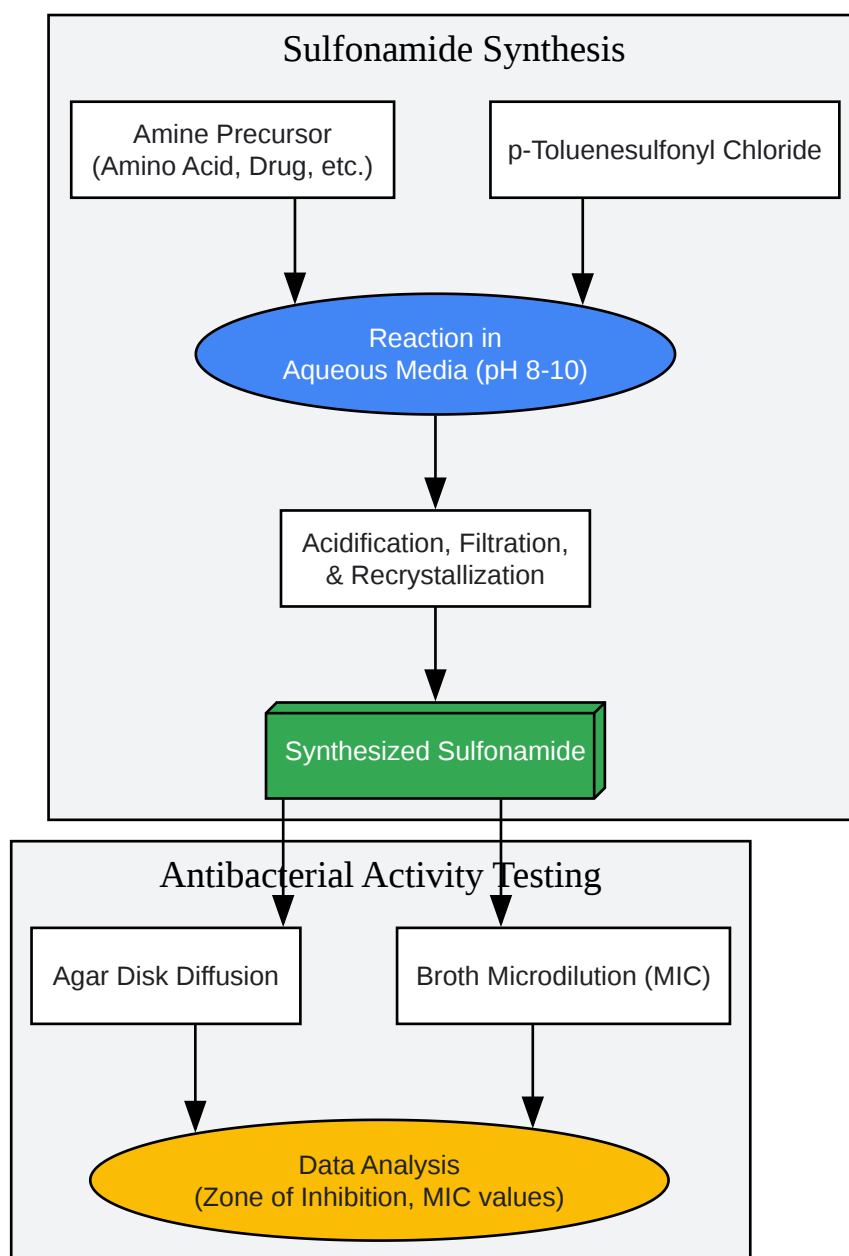 Sulfonamide Synthesis
Amine Precursor
(Amino Acid, Drug, etc.)
p-Toluenesulfonyl Chloride
Reaction in
Aqueous Media (pH 8-10)
Acidification, Filtration,
& Recrystallization
Synthesized Sulfonamide
Antibacterial Activity Testing
Agar Disk Diffusion
Broth Microdilution (MIC)
Data Analysis
(Zone of Inhibition, MIC values)